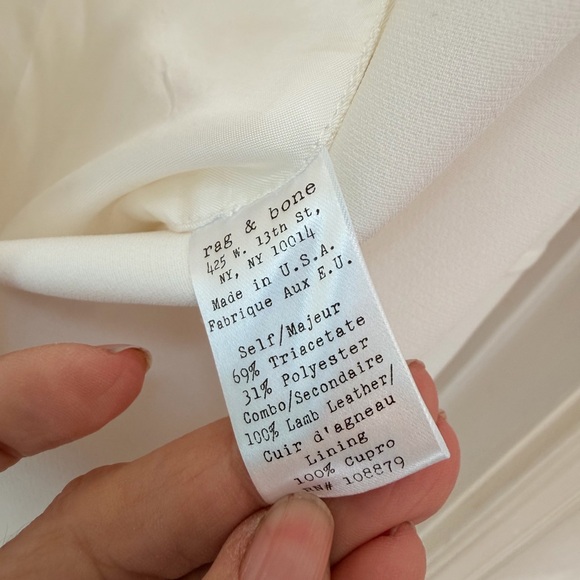 rag & bone
425 W. 13th St,
NY, NY 10014
Made in U.S.A.
Fabrique Aux E.U.
Self/Majeur
69% Triacetate
31% Polyester
Combo/Secondaire
100% Lamb Leather/
Cuir d'agneau
Lining
100% Cupro
RN# 108879